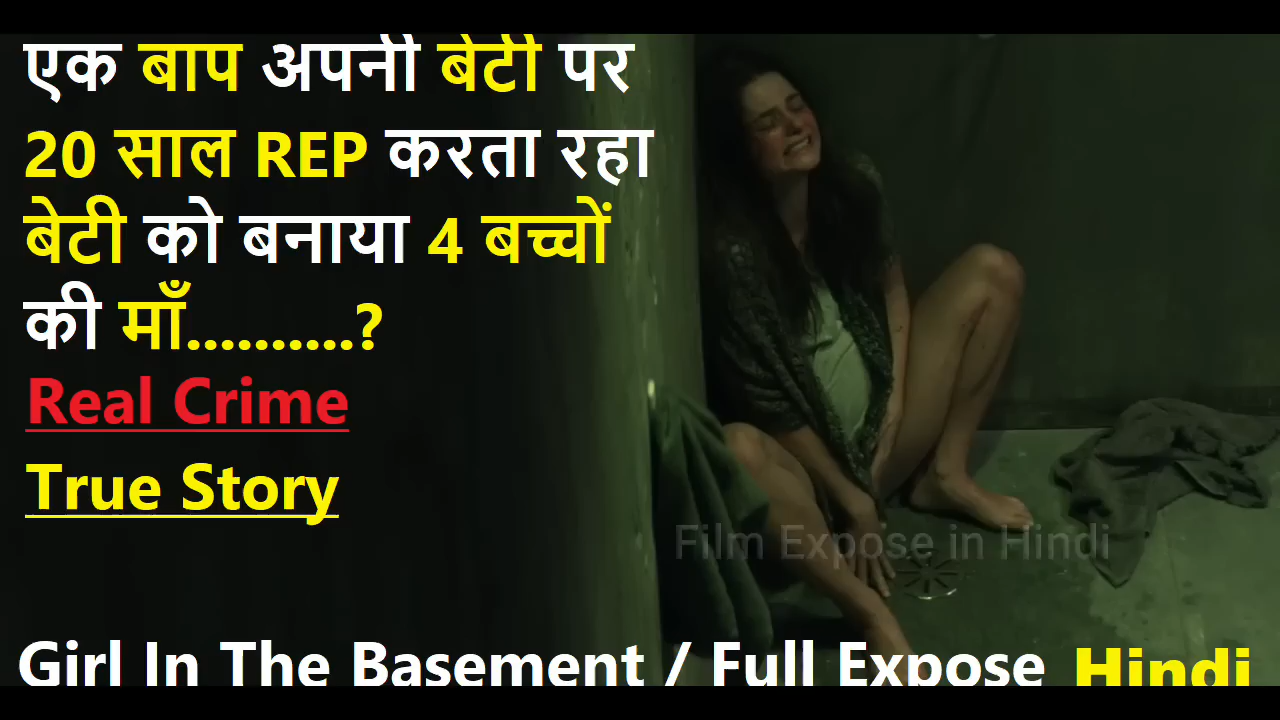 एक बाप अपनी बेटी पर
20 साल REP करता रहा
बेटी को बनाया 4 बच्चों
की माँ..........?
Real Crime
True Story
Film Expose in Hindi
Girl In The Basement / Full Expose Hindi